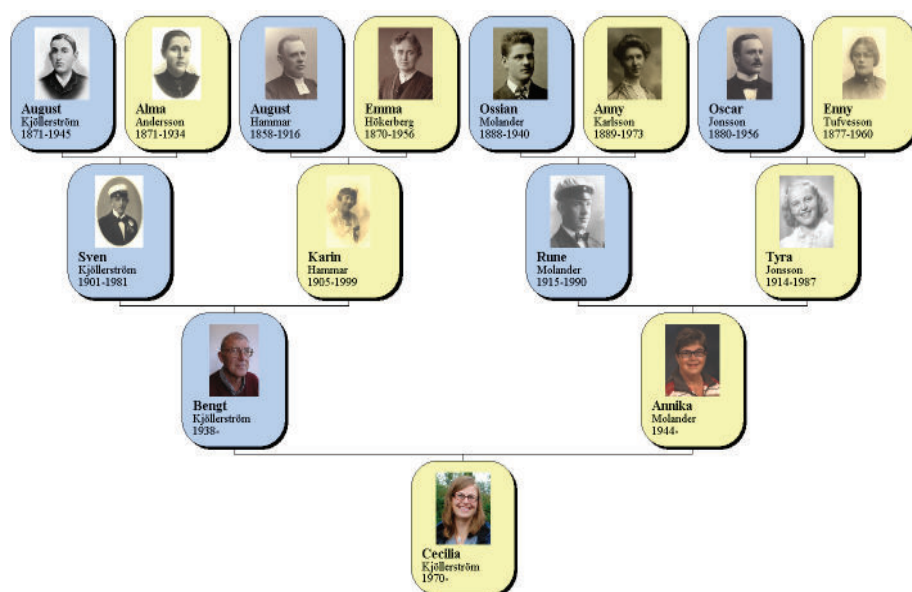 August
Kjöllerström
1871-1945
Alma
Andersson
1871-1934
August
Hammar
1858-1916
Emma
Hökerberg
1870-1956
Ossian
Molander
1888-1940
Anny
Karlsson
1889-1973
Oscar
Jonsson
1880-1956
Enny
Tufvesson
1877-1960
Sven
Kjöllerström
1901-1981
Karin
Hammar
1905-1999
Rune
Molander
1915-1990
Tyra
Jonsson
1914-1987
Bengt
Kjöllerström
1938-
Annika
Molander
1944-
Cecilia
Kjöllerström
1970-